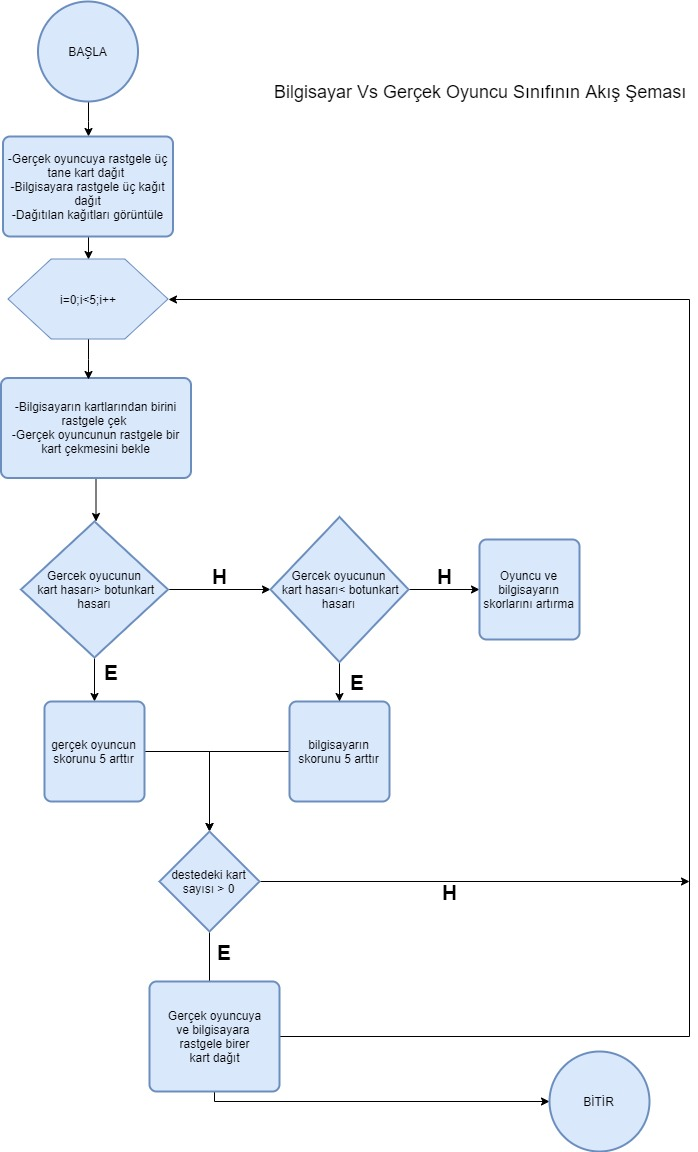 BAŞLA
Bilgisayar Vs Gerçek Oyuncu Sınıfının Akış Şeması
-Gerçek oyuncuya rastgele üç
tane kart dağıt
-Bilgisayara rastgele üç kağıt
dağıt
-Dağıtılan kağıtları görüntüle
i=0;i<5;i++
-Bilgisayarın kartlarından birini
rastgele çek
-Gerçek oyuncunun rastgele bir
kart çekmesini bekle
Gercek oyucunun
kart hasarı> botunkart
hasarı
H
Gercek oyucunun
kart hasarı< botunkart
hasarı
H
Oyuncu ve
bilgisayarın
skorlarını artırma
E
E
gerçek oyuncun
skorunu 5 arttır
bilgisayarın
skorunu 5 arttır
destedeki kart
sayısı > 0
H
E
Gerçek oyuncuya
ve bilgisayara
rastgele birer
kart dağıt
BİTİR